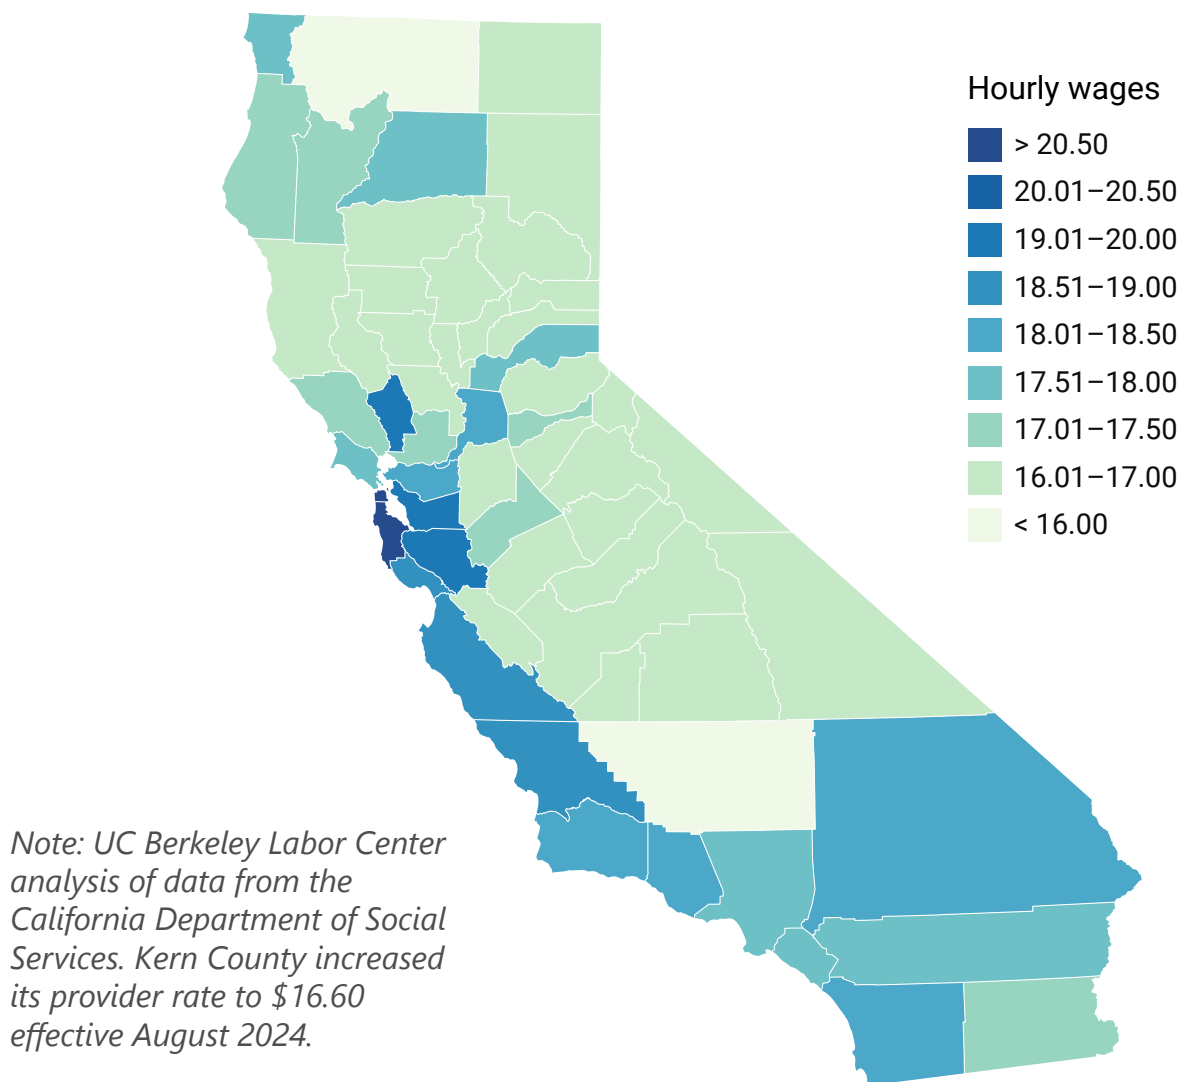 Hourly wages
> 20.50
20.01–20.50
19.01–20.00
18.51–19.00
18.01–18.50
17.51–18.00
17.01–17.50
16.01–17.00
< 16.00
Note: UC Berkeley Labor Center
analysis of data from the
California Department of Social
Services. Kern County increased
its provider rate to $16.60
effective August 2024.